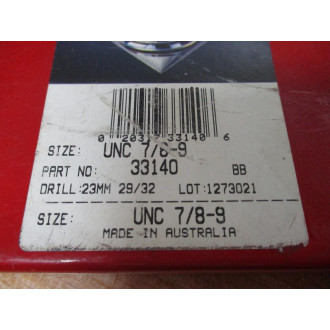 0 2033 33140 6
SIZE: UNC 7/8-9
PART NO: 33140 BB
DRILL:23MM 29/32 LOT:1273021
SIZE: UNC 7/8-9
MADE IN AUSTRALIA